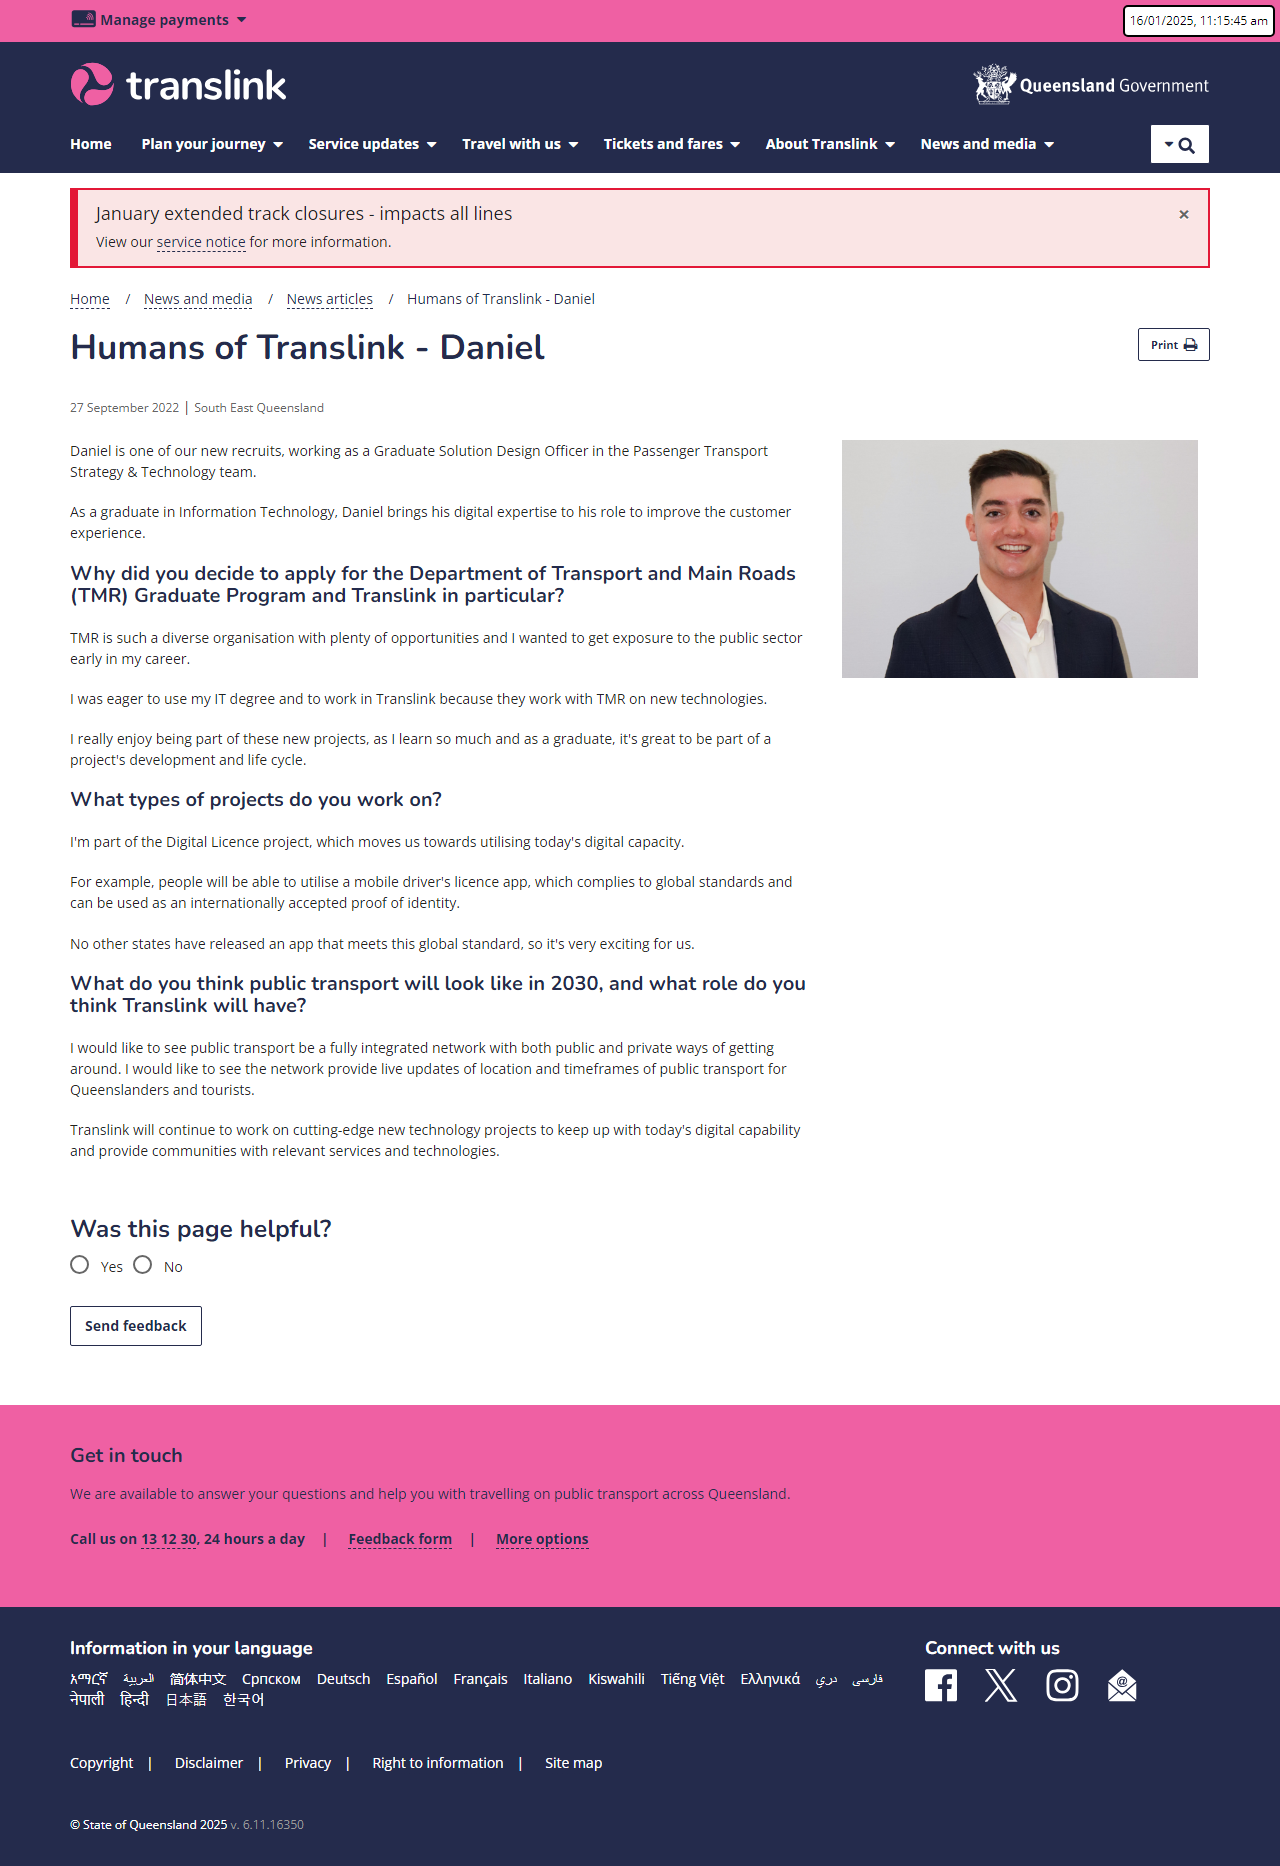 Manage payments
16/01/2025, 11:15:45 am
translink
Queensland Government
Home Plan your journey Service updates Travel with us Tickets and fares About Translink News and media
January extended track closures - impacts all lines
×
View our service notice for more information.
Home / News and media / News articles / Humans of Translink - Daniel
Humans of Translink - Daniel
Print
27 September 2022 | South East Queensland
Daniel is one of our new recruits, working as a Graduate Solution Design Officer in the Passenger Transport
Strategy & Technology team.
As a graduate in Information Technology, Daniel brings his digital expertise to his role to improve the customer
experience.
Why did you decide to apply for the Department of Transport and Main Roads
(TMR) Graduate Program and Translink in particular?
TMR is such a diverse organisation with plenty of opportunities and I wanted to get exposure to the public sector
early in my career.
I was eager to use my IT degree and to work in Translink because they work with TMR on new technologies.
I really enjoy being part of these new projects, as I learn so much and as a graduate, it's great to be part of a
project's development and life cycle.
What types of projects do you work on?
I'm part of the Digital Licence project, which moves us towards utilising today's digital capacity.
For example, people will be able to utilise a mobile driver's licence app, which complies to global standards and
can be used as an internationally accepted proof of identity.
No other states have released an app that meets this global standard, so it's very exciting for us.
What do you think public transport will look like in 2030, and what role do you
think Translink will have?
I would like to see public transport be a fully integrated network with both public and private ways of getting
around. I would like to see the network provide live updates of location and timeframes of public transport for
Queenslanders and tourists.
Translink will continue to work on cutting-edge new technology projects to keep up with today's digital capability
and provide communities with relevant services and technologies.
Was this page helpful?
Yes No
Send feedback
Get in touch
We are available to answer your questions and help you with travelling on public transport across Queensland.
Call us on 13 12 30, 24 hours a day | Feedback form | More options
Information in your language
አማርኛ العربية 简体中文 Српском Deutsch Español Français Italiano Kiswahili Tiếng Việt Ελληνικά دري فارسی
नेपाली हिन्दी 日本語 한국어
Connect with us
Copyright | Disclaimer | Privacy | Right to information | Site map
© State of Queensland 2025 v. 6.11.16350